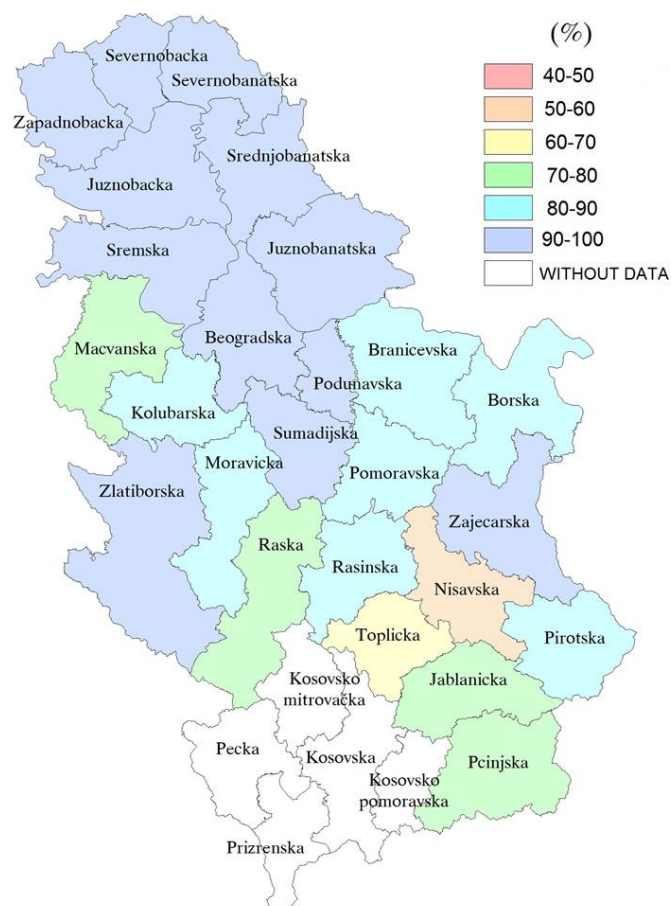 (%)
40-50
50-60
60-70
70-80
80-90
90-100
WITHOUT DATA
Severnobacka
Severnobanatska
Zapadnobacka
Srednjobanatska
Juznobacka
Sremska
Juznobanatska
Macvanska
Beogradska
Branicevska
Podunavska
Borska
Kolubarska
Sumadijska
Moravicka
Pomoravska
Zlatiborska
Zajecarska
Raska
Rasinska
Nisavska
Toplicka
Pirotska
Kosovsko
mitrovačka
Jablanicka
Pecka
Kosovska
Pcinjska
Kosovsko
pomoravska
Prizrenska